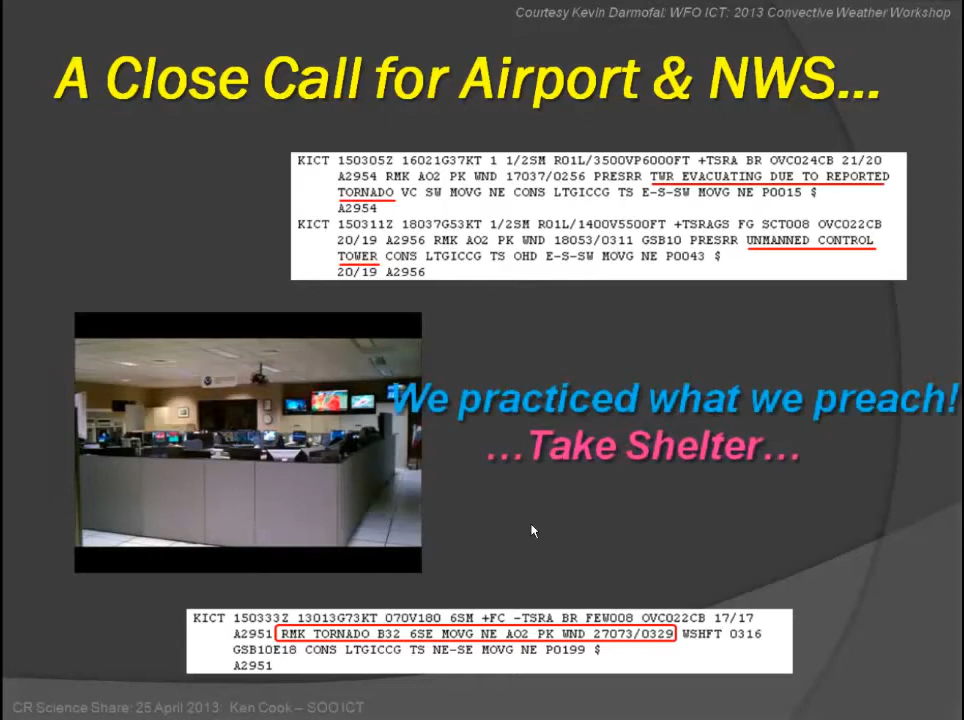 Courtesy Kevin Darmofal: WFO ICT: 2013 Convective Weather Workshop
A Close Call for Airport & NWS...
KICT 150305Z 16021G37KT 1 1/2SM R01L/3500VP6000FT +TSRA BR OVC024CB 21/20
A2954 RMK AO2 PK WND 17037/0256 PRESRR TWR EVACUATING DUE TO REPORTED
TORNADO VC SW MOVG NE CONS LTGICCG TS E-S-SW MOVG NE P0015 $
A2954
KICT 150311Z 18037G53KT 1/2SM R01L/1400V5500FT +TSRAGS FG SCT008 OVC022CB
20/19 A2956 RMK AO2 PK WND 18053/0311 GSB10 PRESRR UNMANNED CONTROL
TOWER CONS LTGICCG TS OHD E-S-SW MOVG NE P0043 $
20/19 A2956
We practiced what we preach!
...Take Shelter...
KICT 150333Z 13013G73KT 070V180 6SM +FC -TSRA BR FEW008 OVC022CB 17/17
A2951 RMK TORNADO B32 6SE MOVG NE AO2 PK WND 27073/0329 WSHFT 0316
GSB10E18 CONS LTGICCG TS NE-SE MOVG NE P0199 $
A2951
CR Science Share: 25 April 2013: Ken Cook – SOO ICT